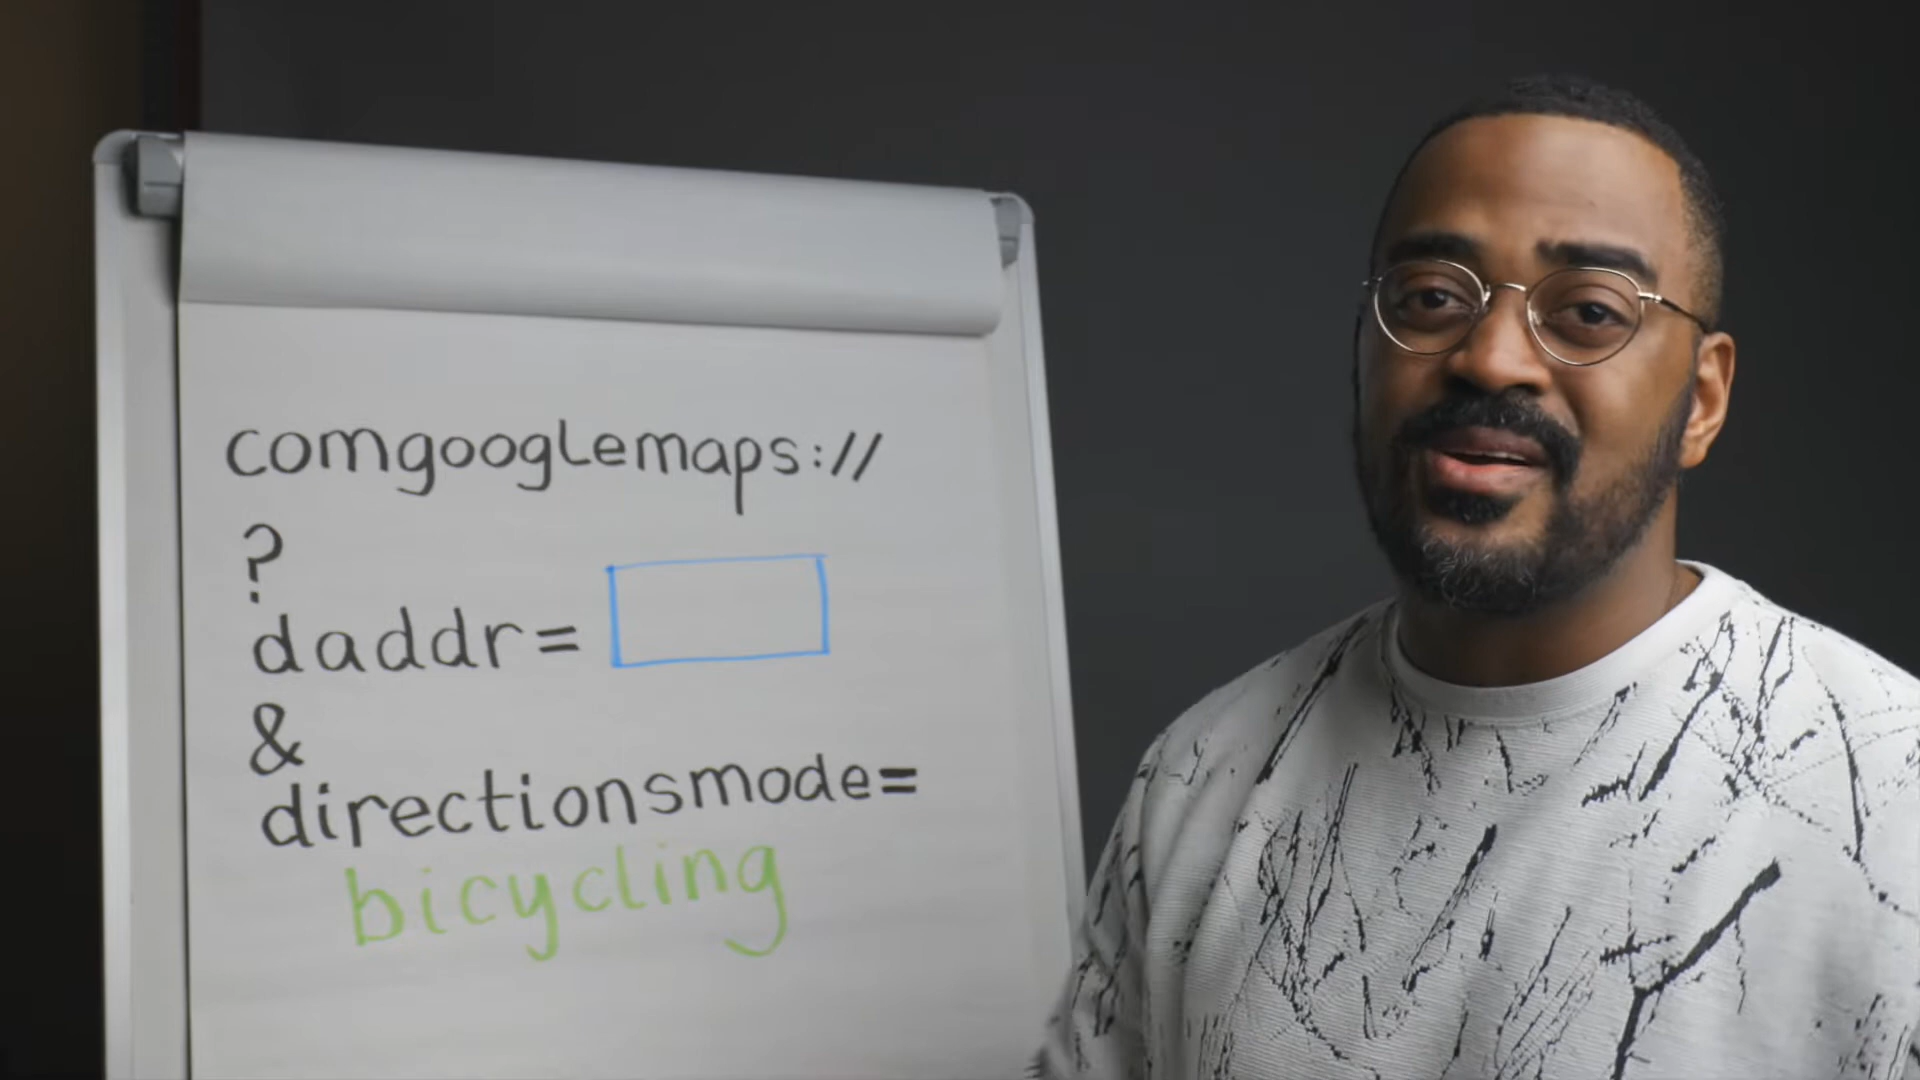 comgooglemaps://
?
daddr=
&
directionsmode=
bicycling